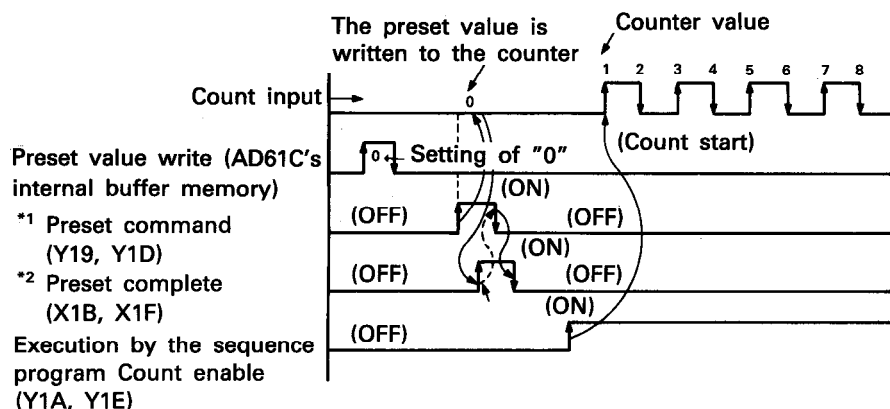 The preset value is
written to the counter
Counter value
1 2 3 4 5 6 7 8
Count input
0
(Count start)
Preset value write (AD61C's
internal buffer memory)
0 Setting of "0"
(ON)
*1 Preset command
(Y19, Y1D)
(OFF)
(OFF)
(ON)
*2 Preset complete
(X1B, X1F)
(OFF)
(OFF)
(ON)
(OFF)
Execution by the sequence
program Count enable
(Y1A, Y1E)